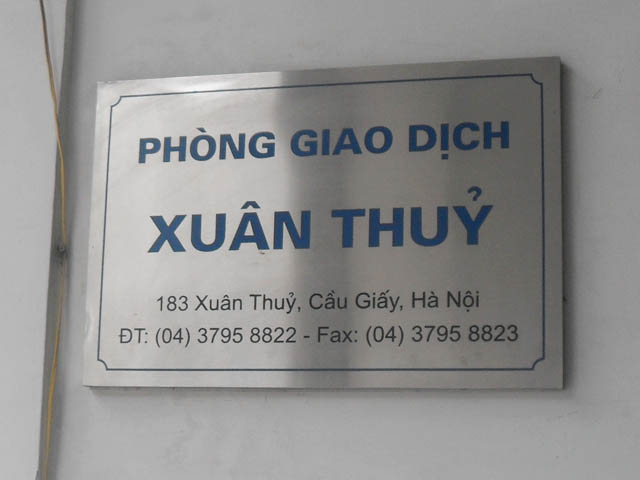 PHÒNG GIAO DỊCH
XUÂN THUỶ
183 Xuân Thuỷ, Cầu Giấy, Hà Nội
ĐT: (04) 3795 8822 - Fax: (04) 3795 8823